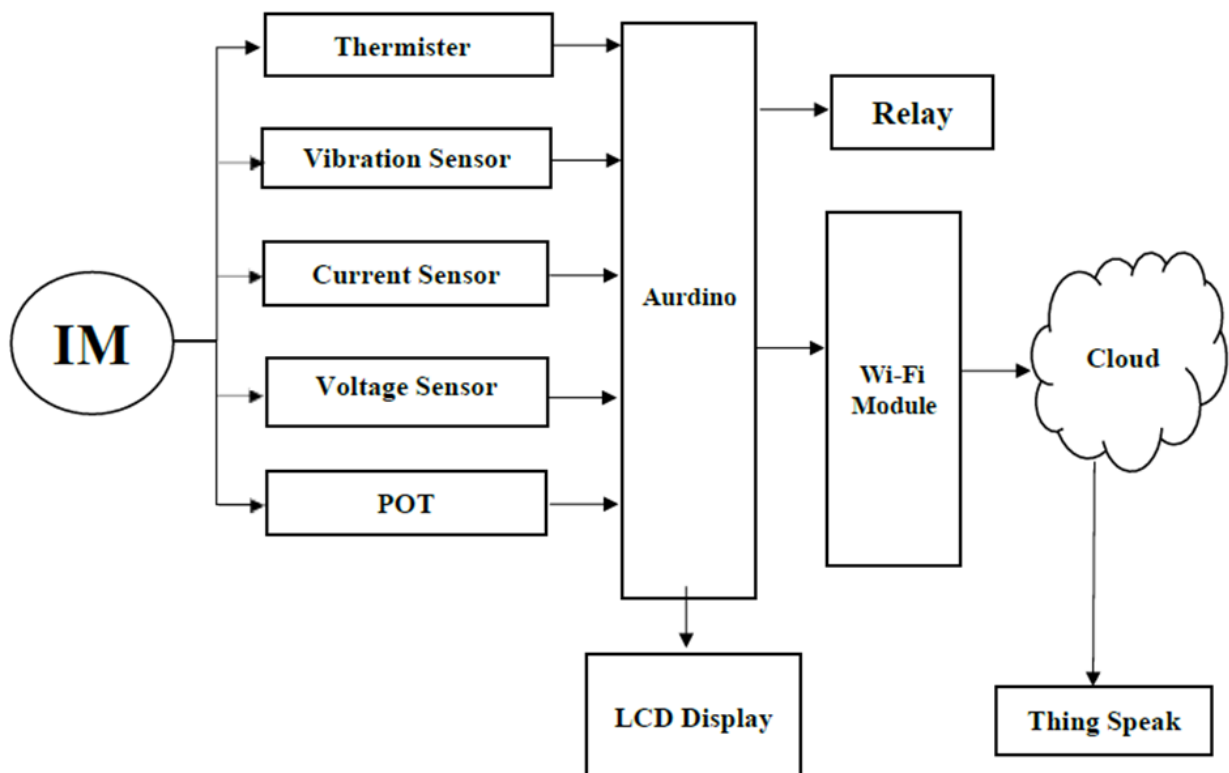 Thermister
Relay
Vibration Sensor
Current Sensor
Aurdino
IM
Cloud
Wi-Fi
Module
Voltage Sensor
POT
LCD Display
Thing Speak